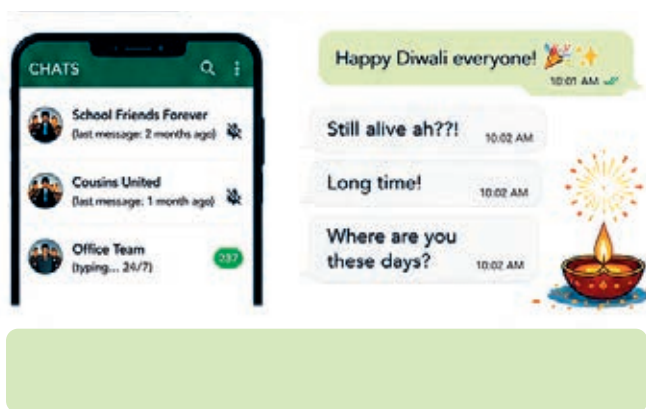 CHATS
School Friends Forever
(last message: 2 months ago)
Cousins United
(last message: 1 month ago)
Office Team
(typing... 24/7)
237
Happy Diwali everyone! 🎉✨
10:01 AM
Still alive ah??!
10:02 AM
Long time!
10:02 AM
Where are you
these days?
10:02 AM